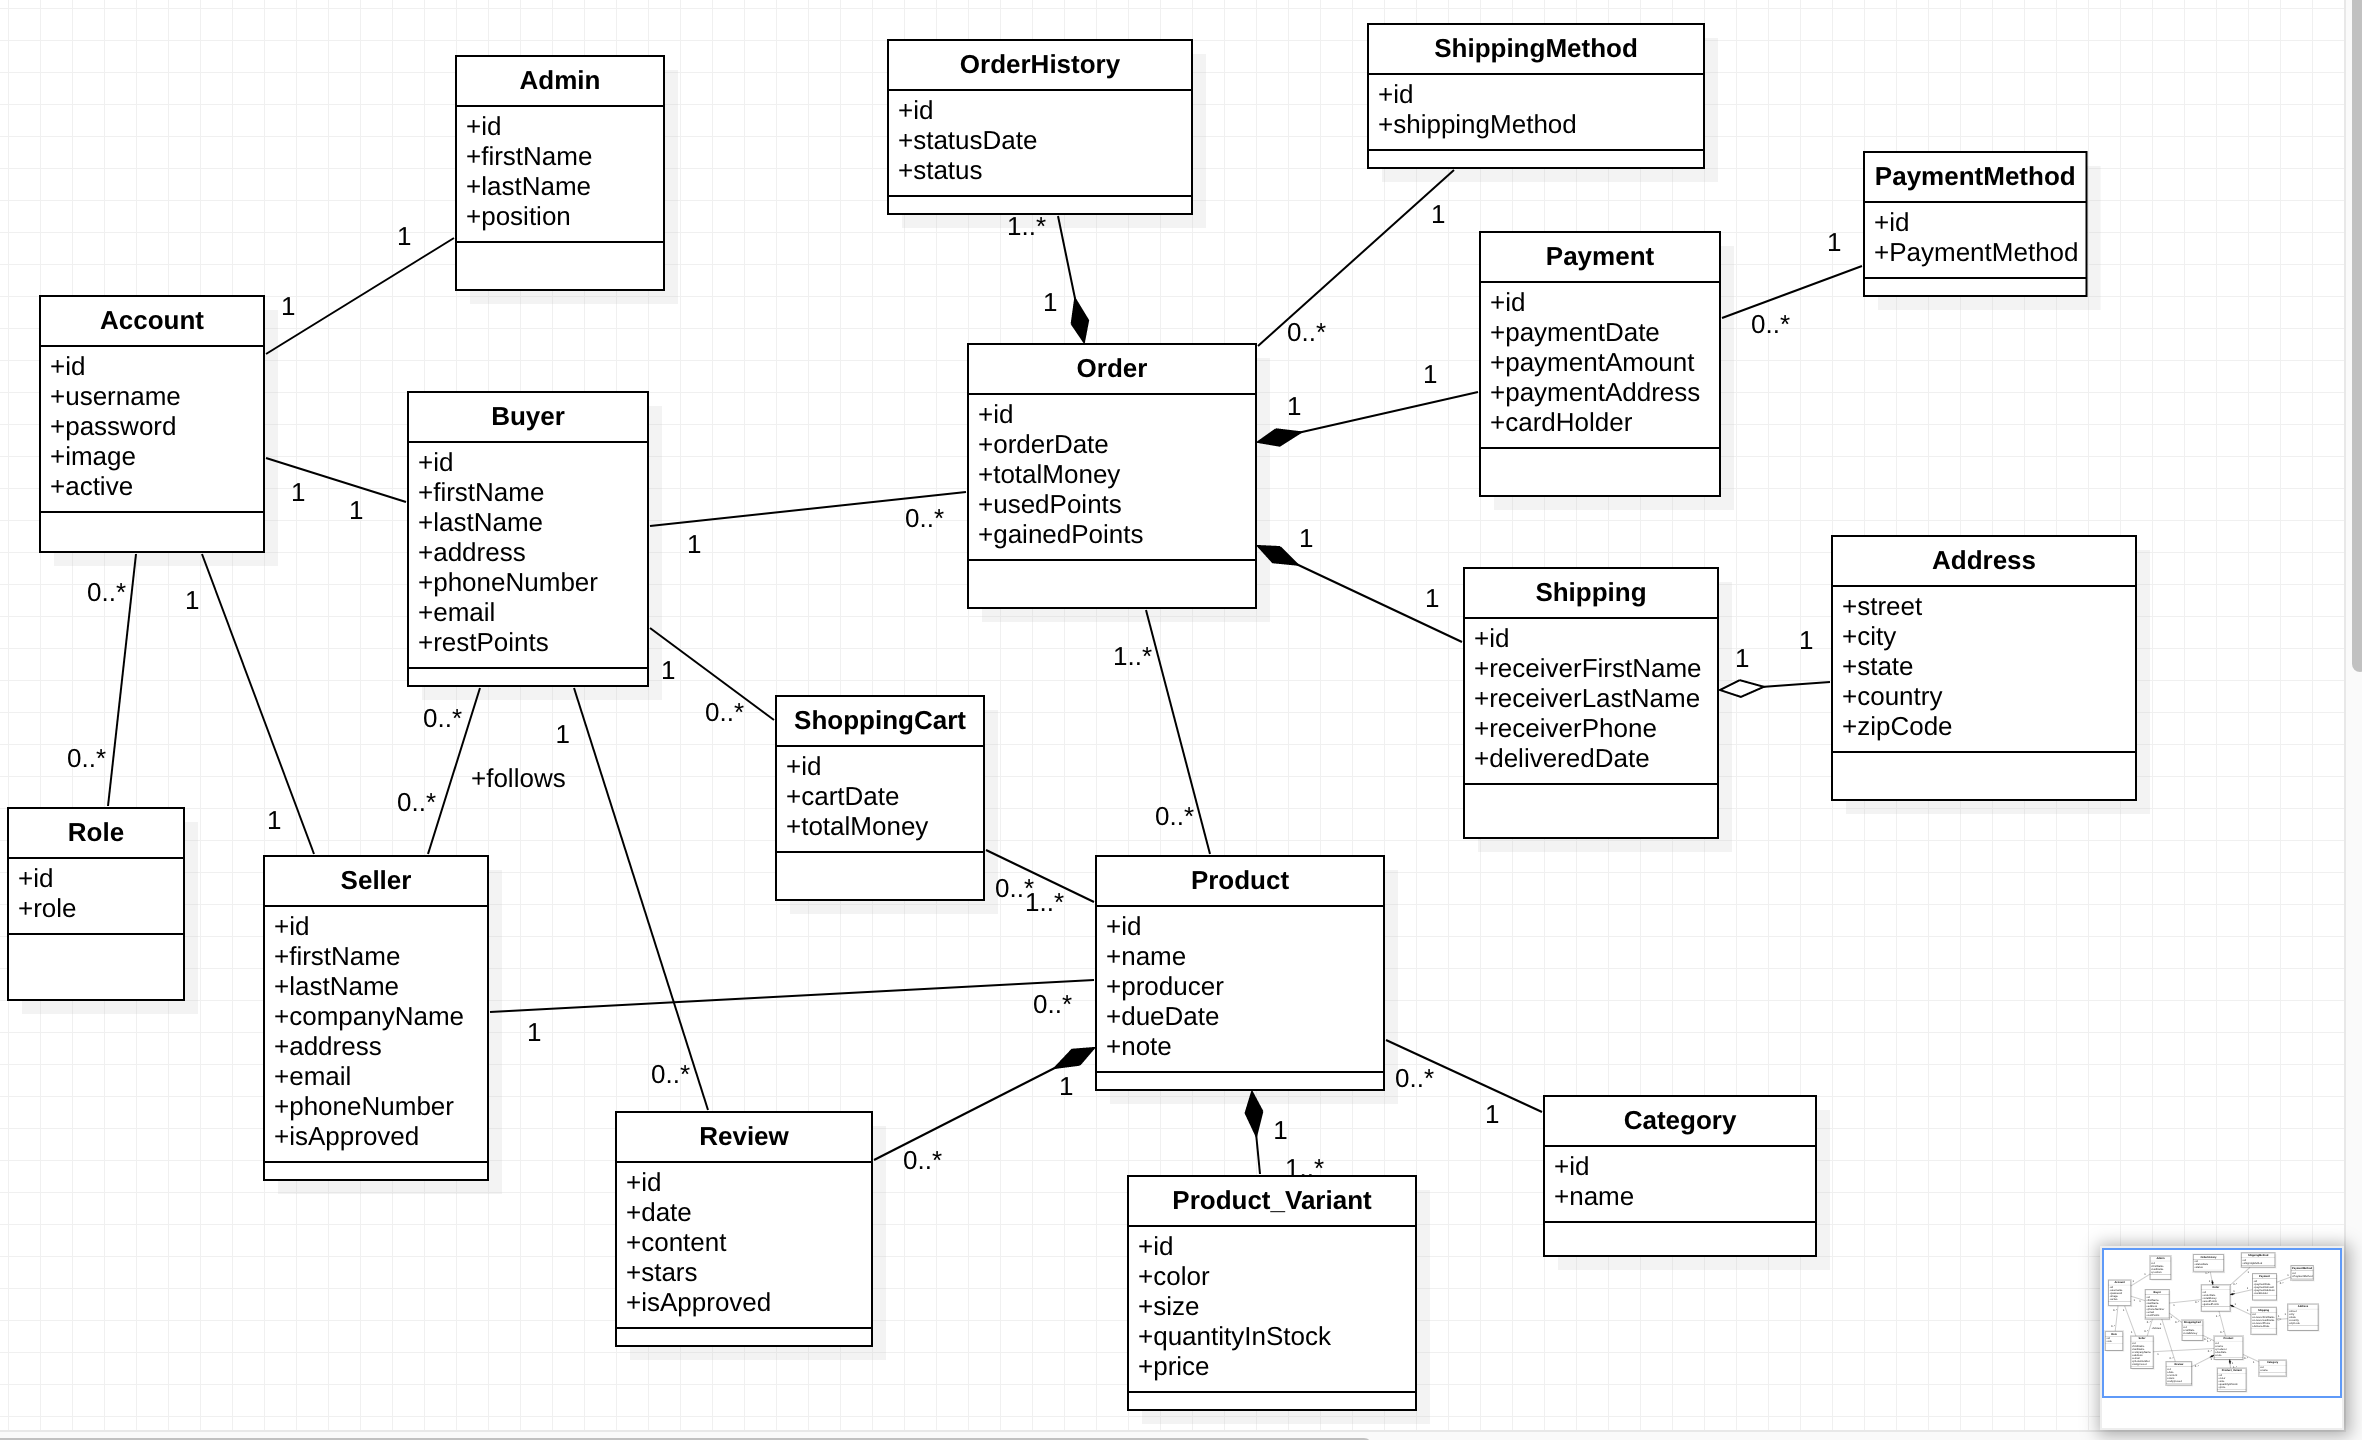 Admin
+id
+firstName
+lastName
+position
OrderHistory
+id
+statusDate
+status
ShippingMethod
+id
+shippingMethod
PaymentMethod
+id
+PaymentMethod
Account
+id
+username
+password
+image
+active
Buyer
+id
+firstName
+lastName
+address
+phoneNumber
+email
+restPoints
Order
+id
+orderDate
+totalMoney
+usedPoints
+gainedPoints
Payment
+id
+paymentDate
+paymentAmount
+paymentAddress
+cardHolder
Shipping
+id
+receiverFirstName
+receiverLastName
+receiverPhone
+deliveredDate
Address
+street
+city
+state
+country
+zipCode
Role
+id
+role
Seller
+id
+firstName
+lastName
+companyName
+address
+email
+phoneNumber
+isApproved
ShoppingCart
+id
+cartDate
+totalMoney
Product
+id
+name
+producer
+dueDate
+note
Review
+id
+date
+content
+stars
+isApproved
Product_Variant
+id
+color
+size
+quantityInStock
+price
Category
+id
+name
1
1
1
1
0..*
0..*
1
1
0..*
0..*
+follows
1
0..*
1
0..*
1
0..*
1..*
1
1
0..*
1
1
1
0..*
1
1
1
1
1..*
0..*
0..*
1..*
1
0..*
1
0..*
1
1..*
0..*
1